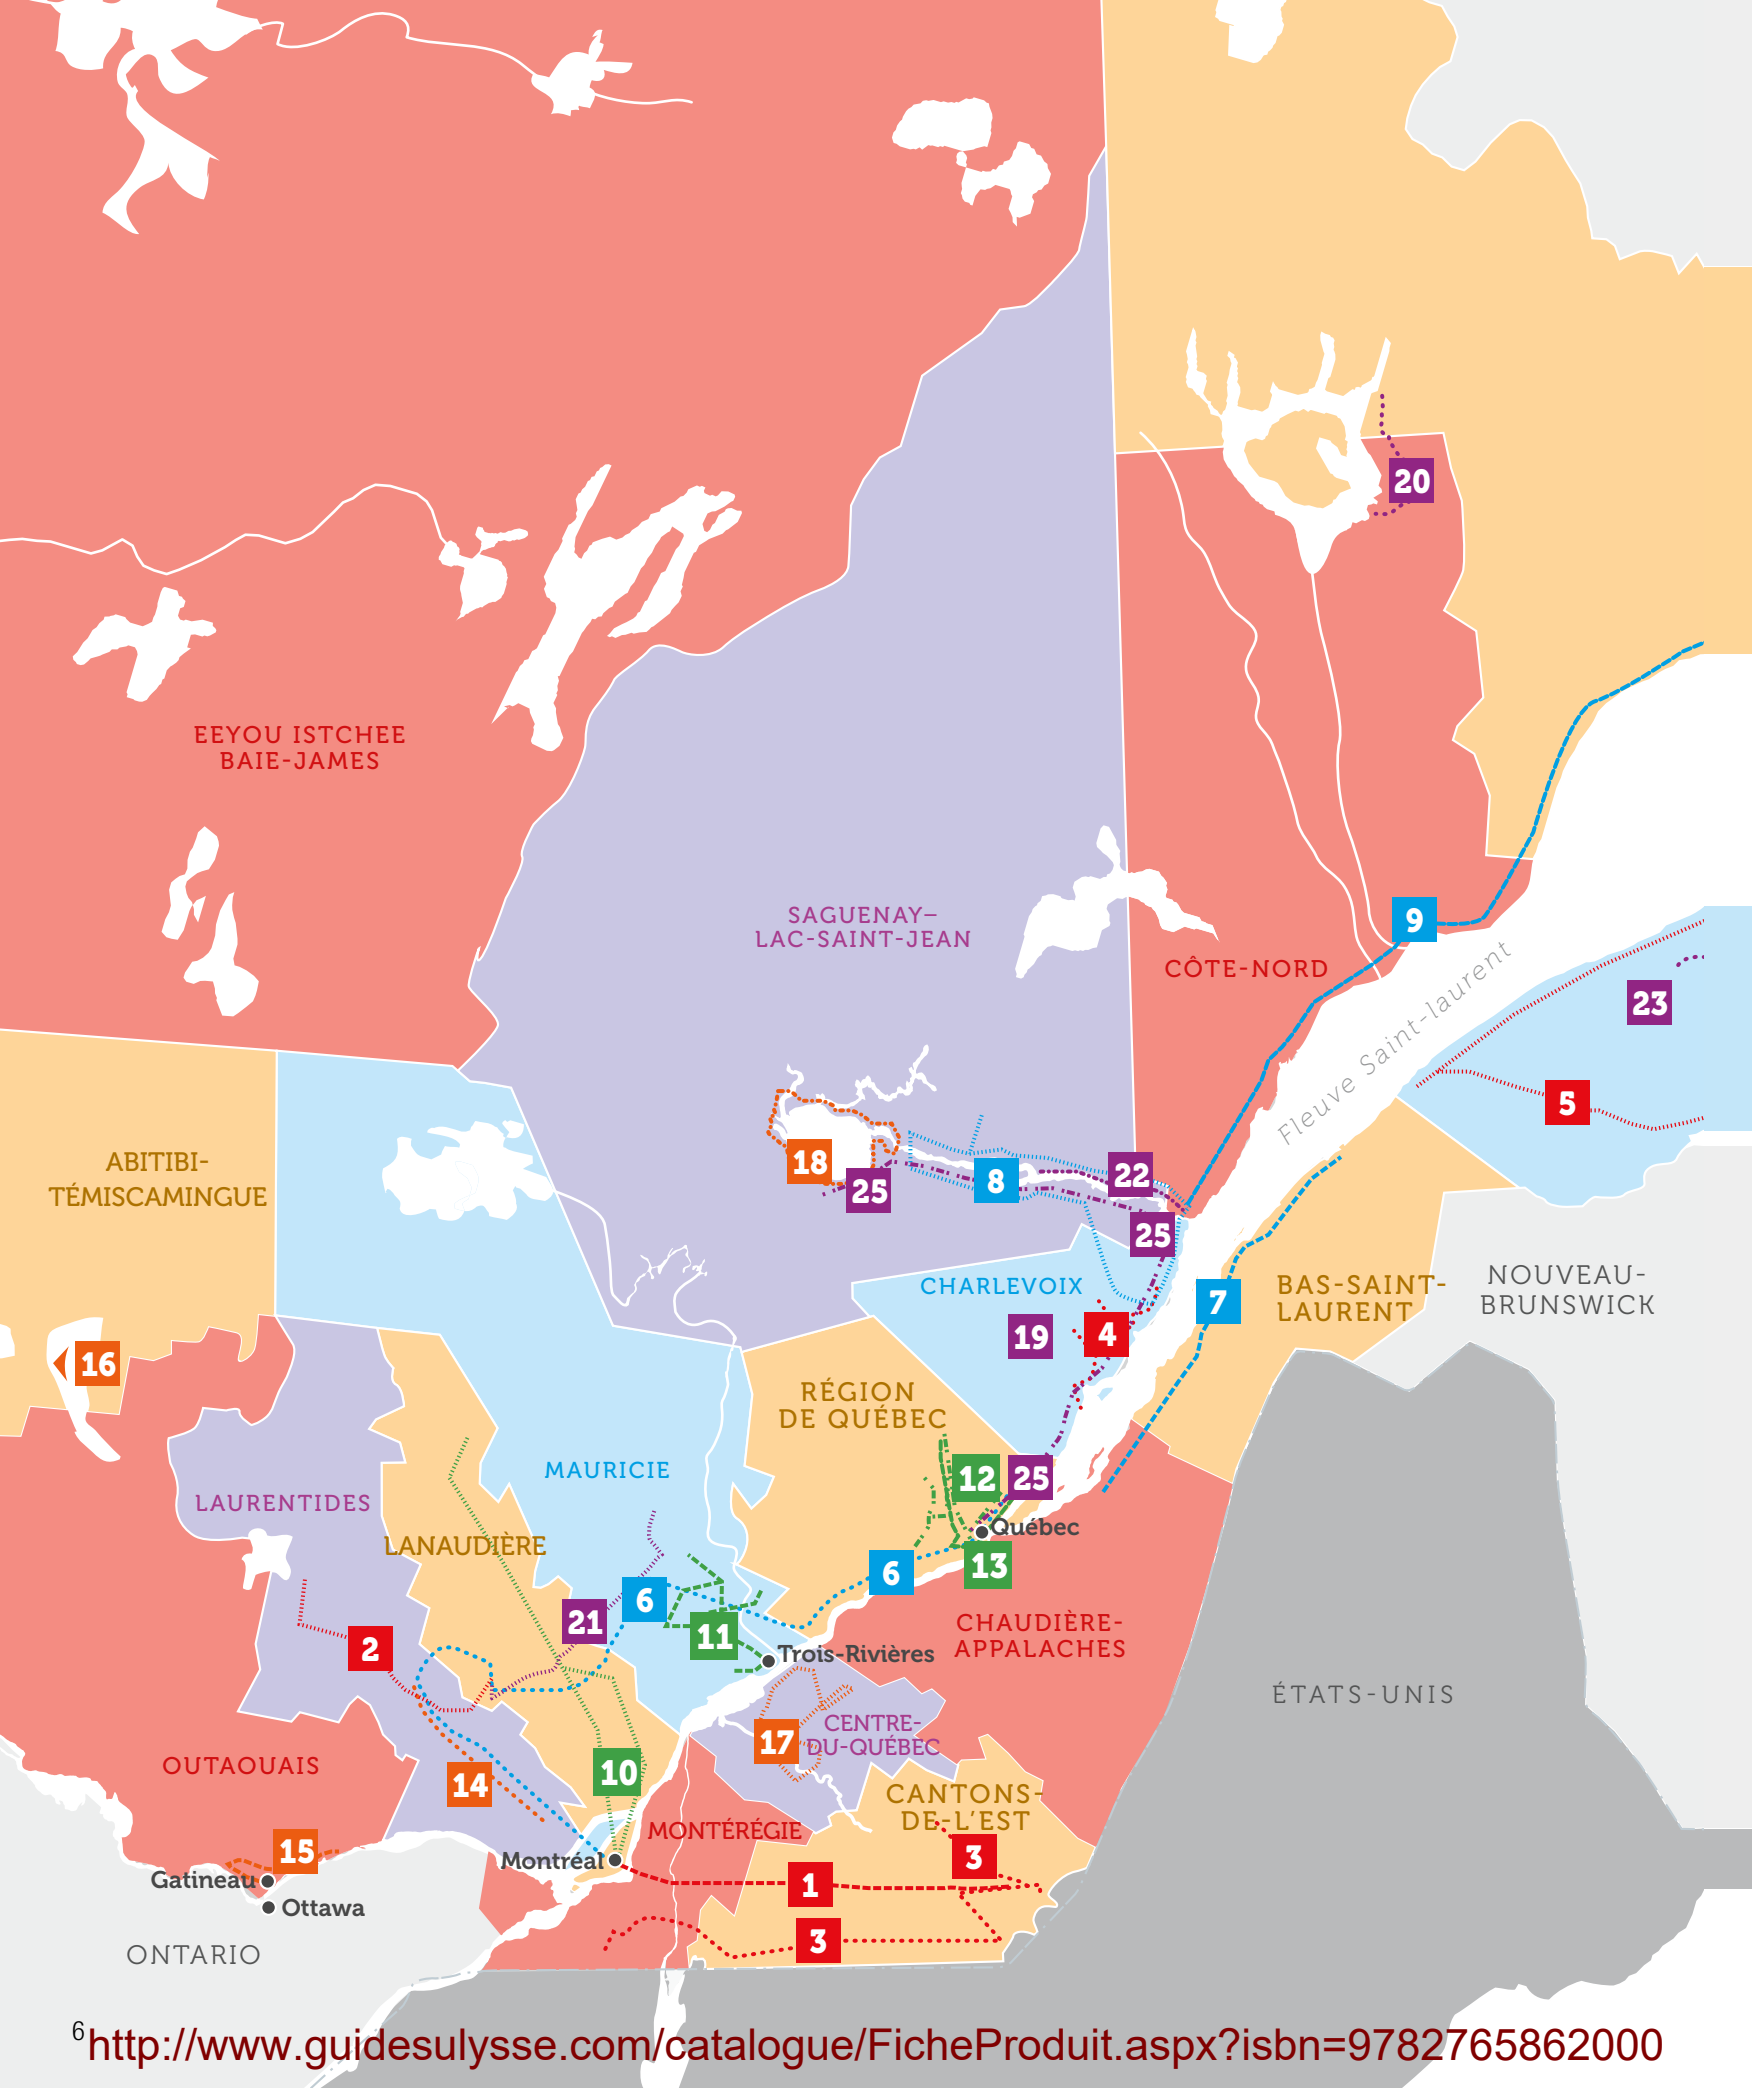 20
EEYOU ISTCHEE
BAIE-JAMES
SAGUENAY–
LAC-SAINT-JEAN
9
CÔTE-NORD
Fleuve Saint-laurent
23
5
ABITIBI-
TÉMISCAMINGUE
18
25
8
22
25
CHARLEVOIX
7
BAS-SAINT-
LAURENT
NOUVEAU-
BRUNSWICK
19
4
16
RÉGION
DE QUÉBEC
MAURICIE
12
25
LAURENTIDES
LANAUDIÈRE
Québec
6
13
6
21
11
2
Trois-Rivières
CHAUDIÈRE-
APPALACHES
ÉTATS-UNIS
CENTRE-
DU-QUÉBEC
17
OUTAOUAIS
14
10
CANTONS-
DE-L'EST
MONTÉRÉGIE
15
Montréal
3
1
Gatineau
Ottawa
3
ONTARIO
6http://www.guidesulysse.com/catalogue/FicheProduit.aspx?isbn=9782765862000